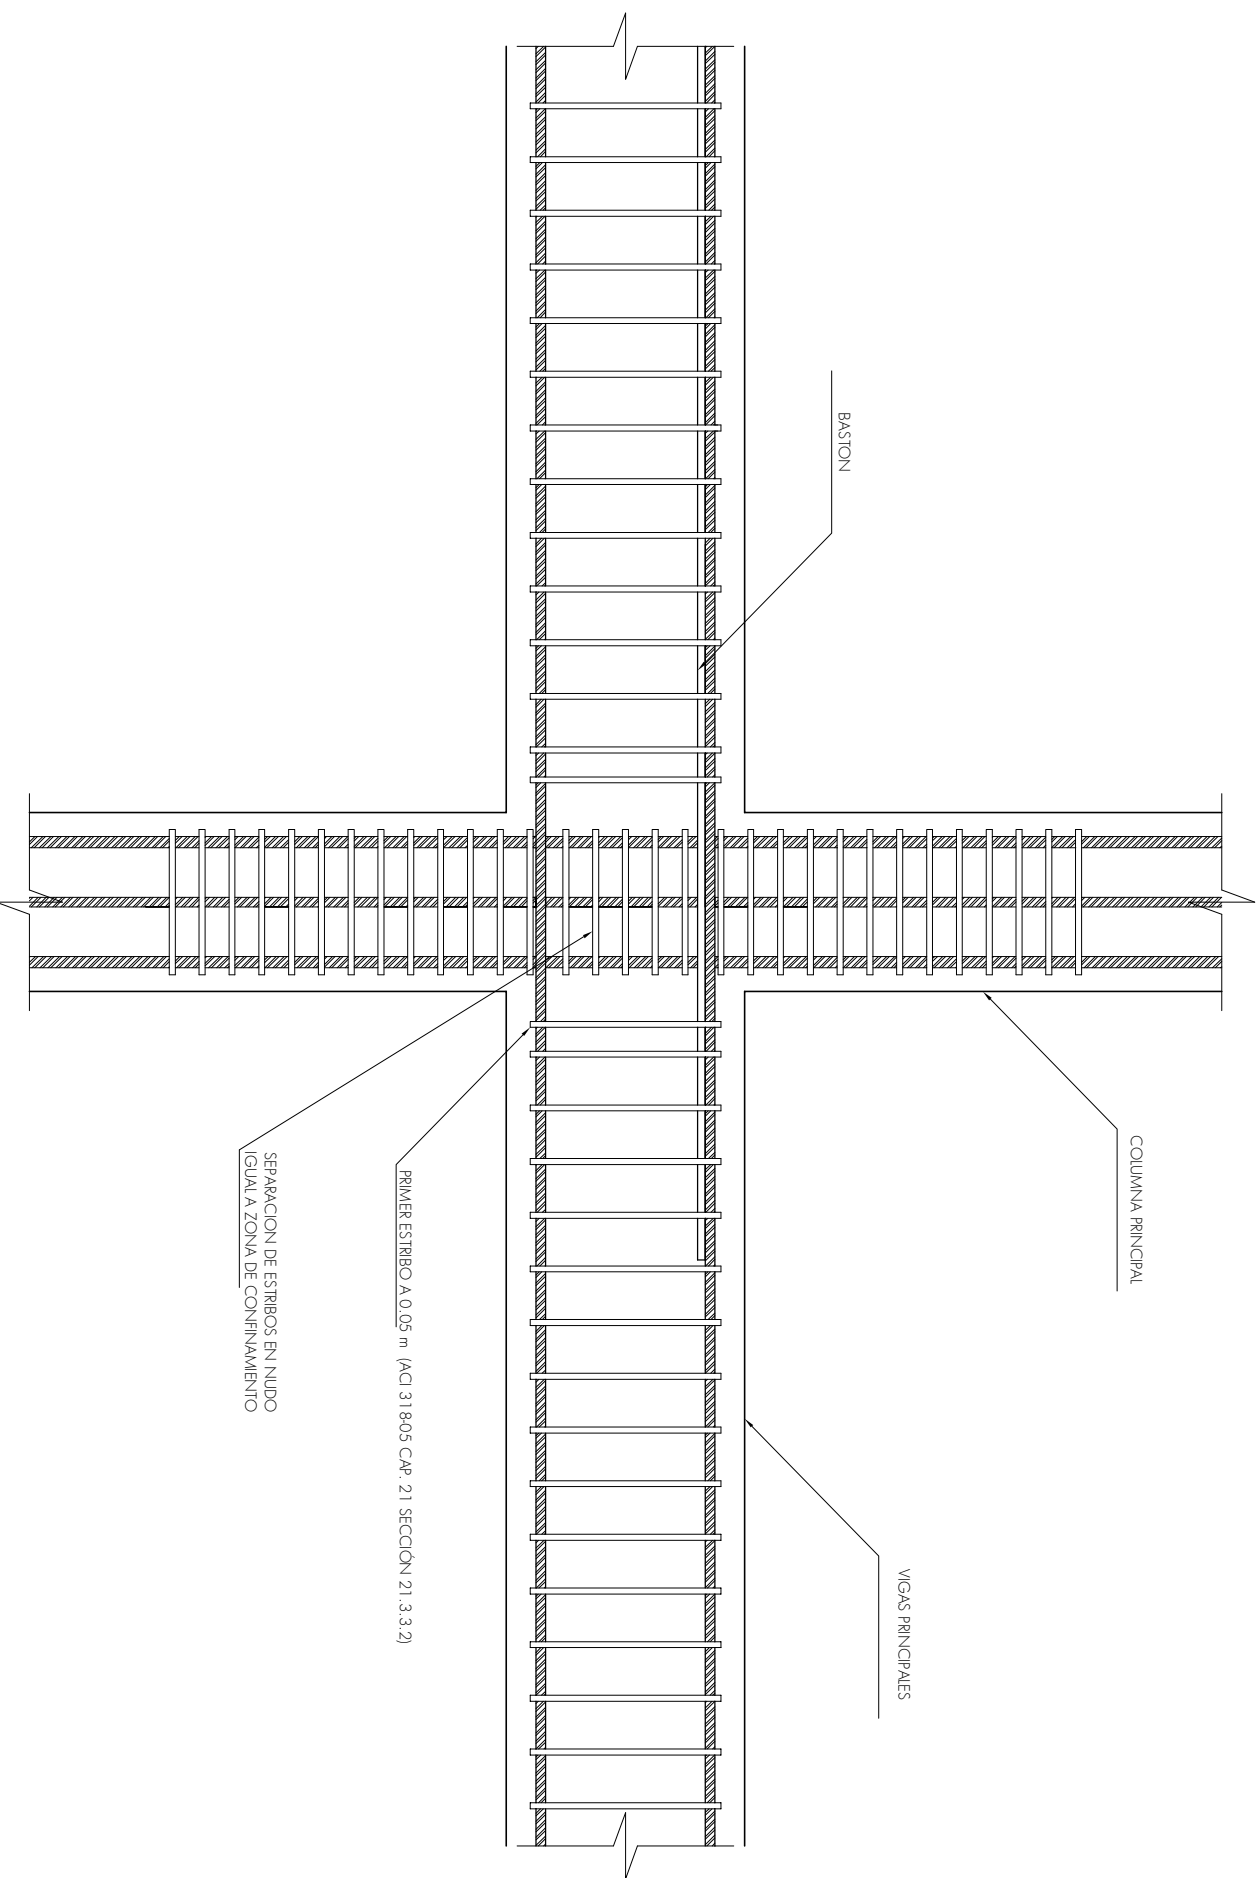 COLUMNA PRINCIPAL
VIGAS PRINCIPALES
BASTON
PRIMER ESTRIBO A 0.05 m (ACI 318-05 CAP. 21 SECCIÓN 21.3.3.2)
SEPARACION DE ESTRIBOS EN NUDO
IGUAL A ZONA DE CONFINAMIENTO